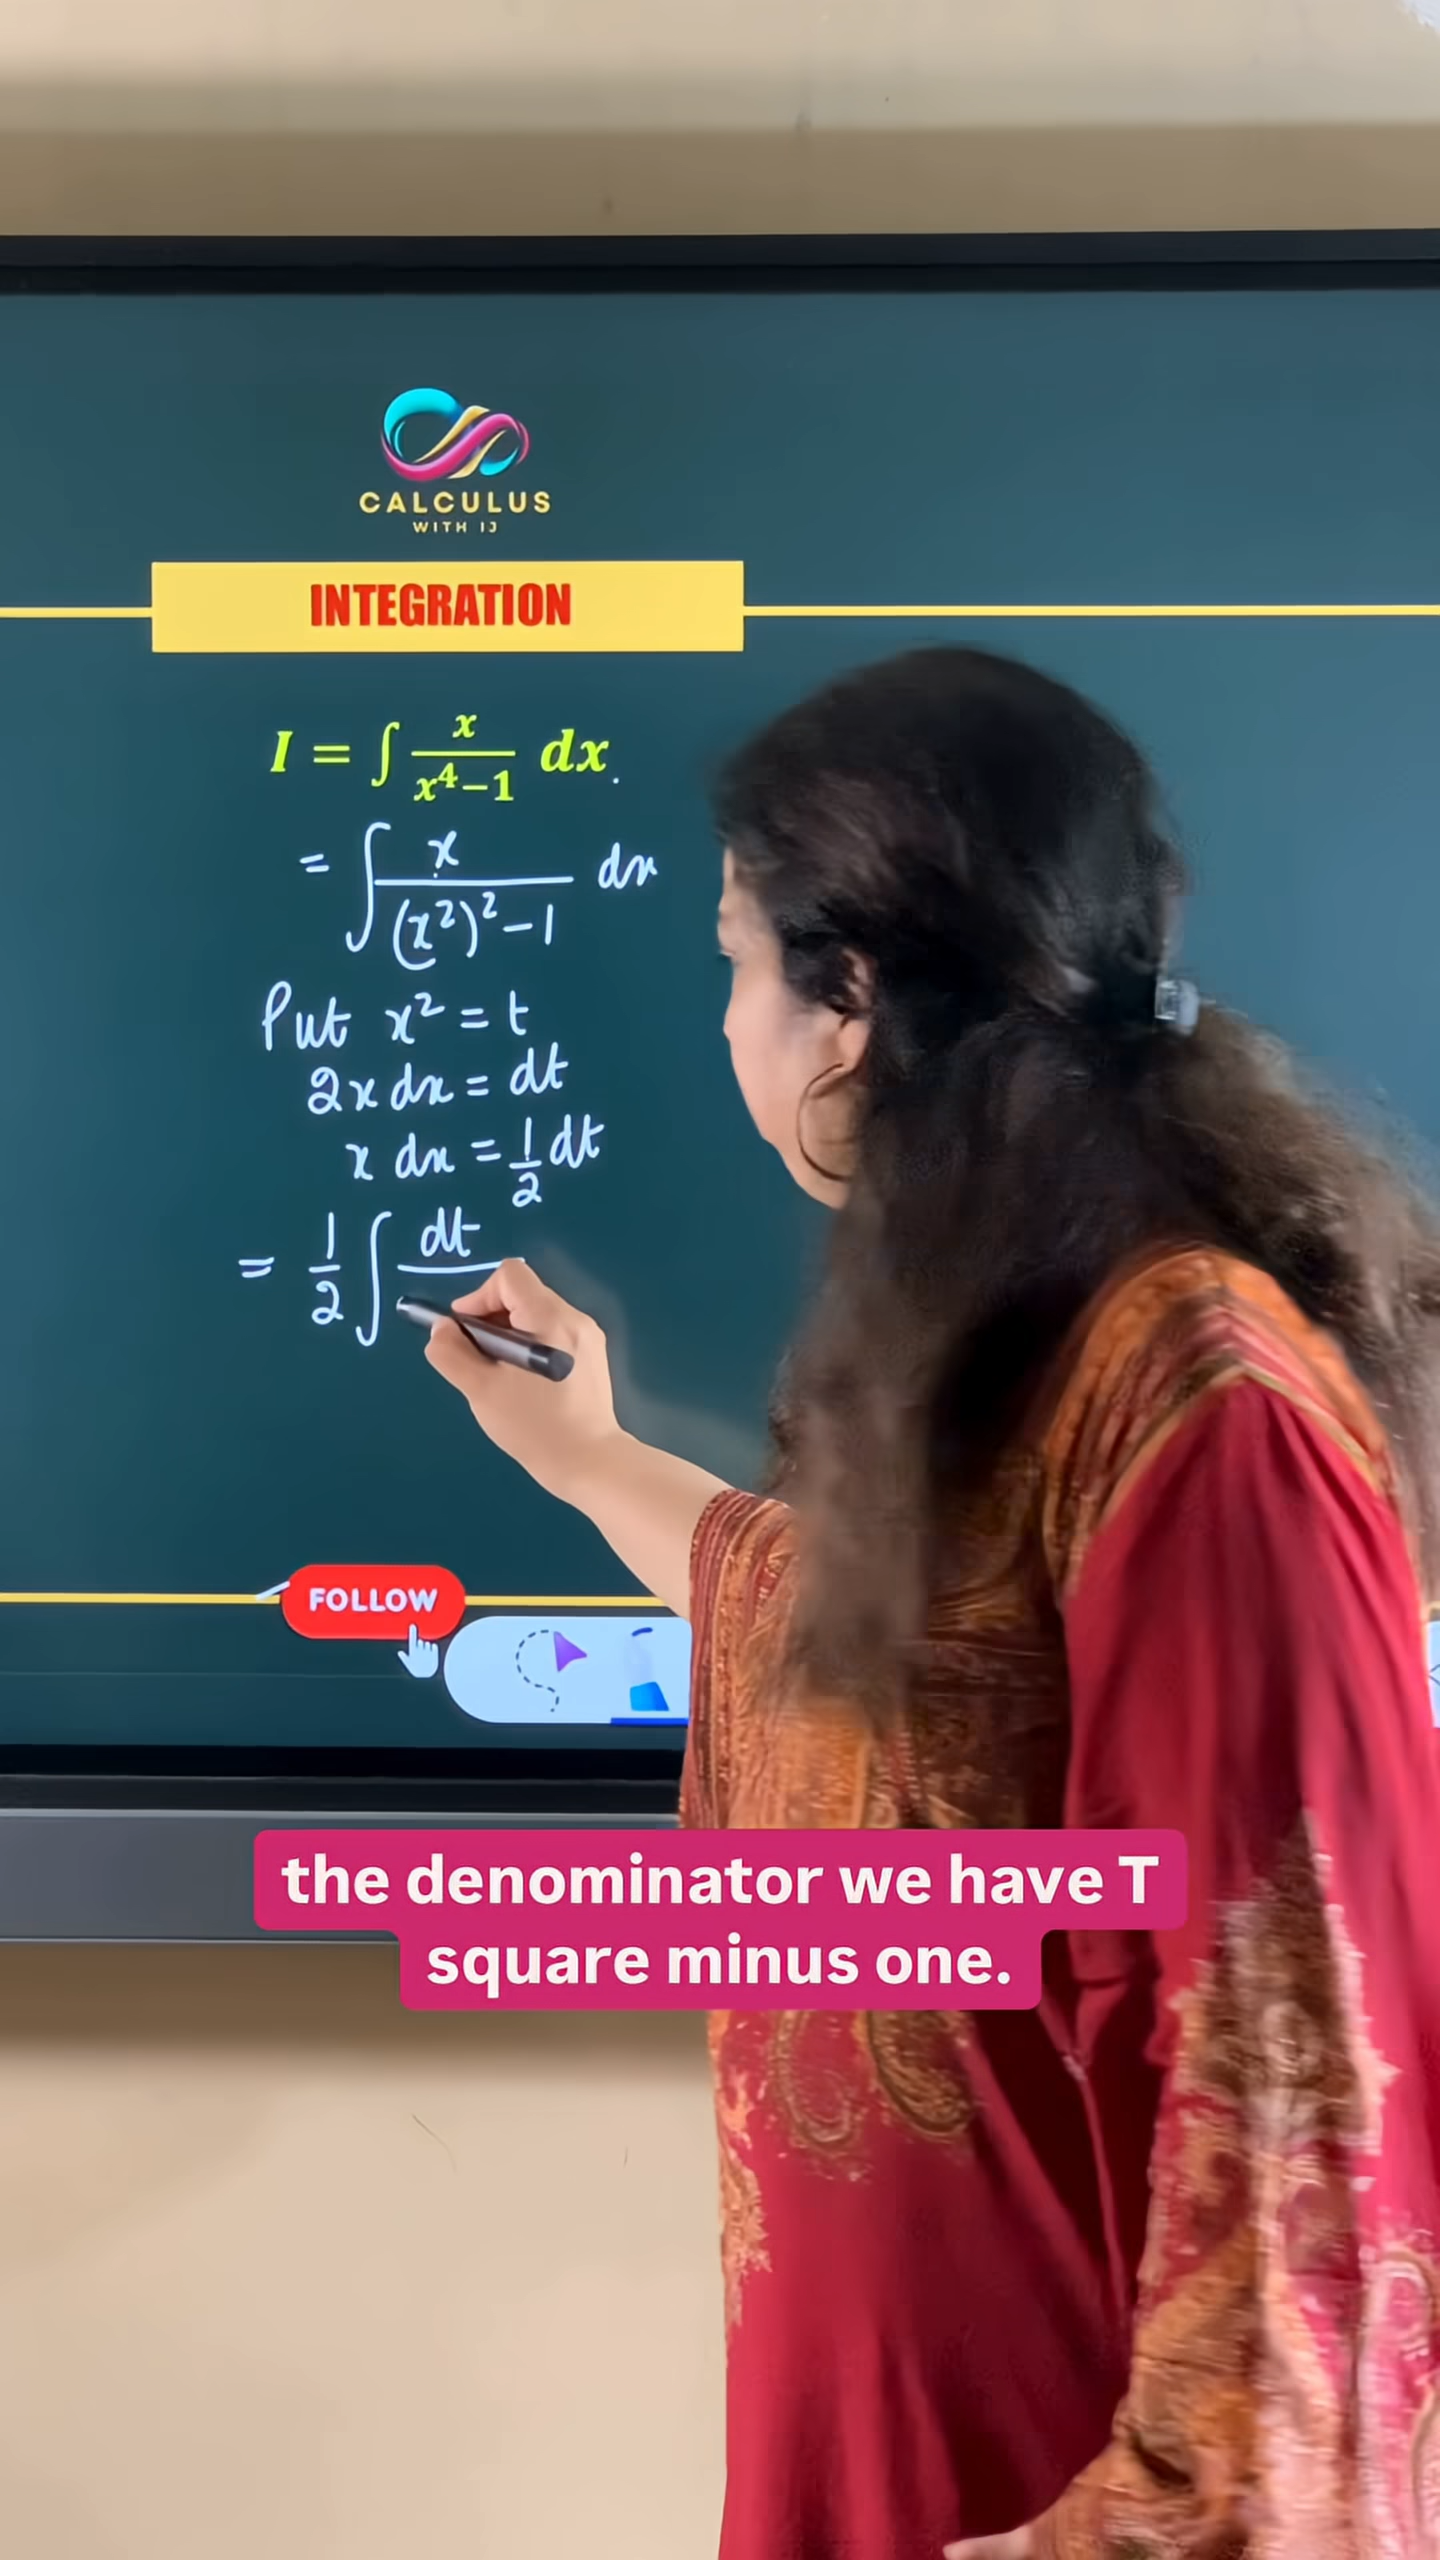 CALCULUS
WITH IJ
INTEGRATION
I = ∫ x/(x⁴−1) dx.
= ∫ x/((x²)²−1) dx
Put x² = t
2x dx = dt
x dx = 1/2 dt
= 1/2 ∫ dt
FOLLOW
the denominator we have T
square minus one.